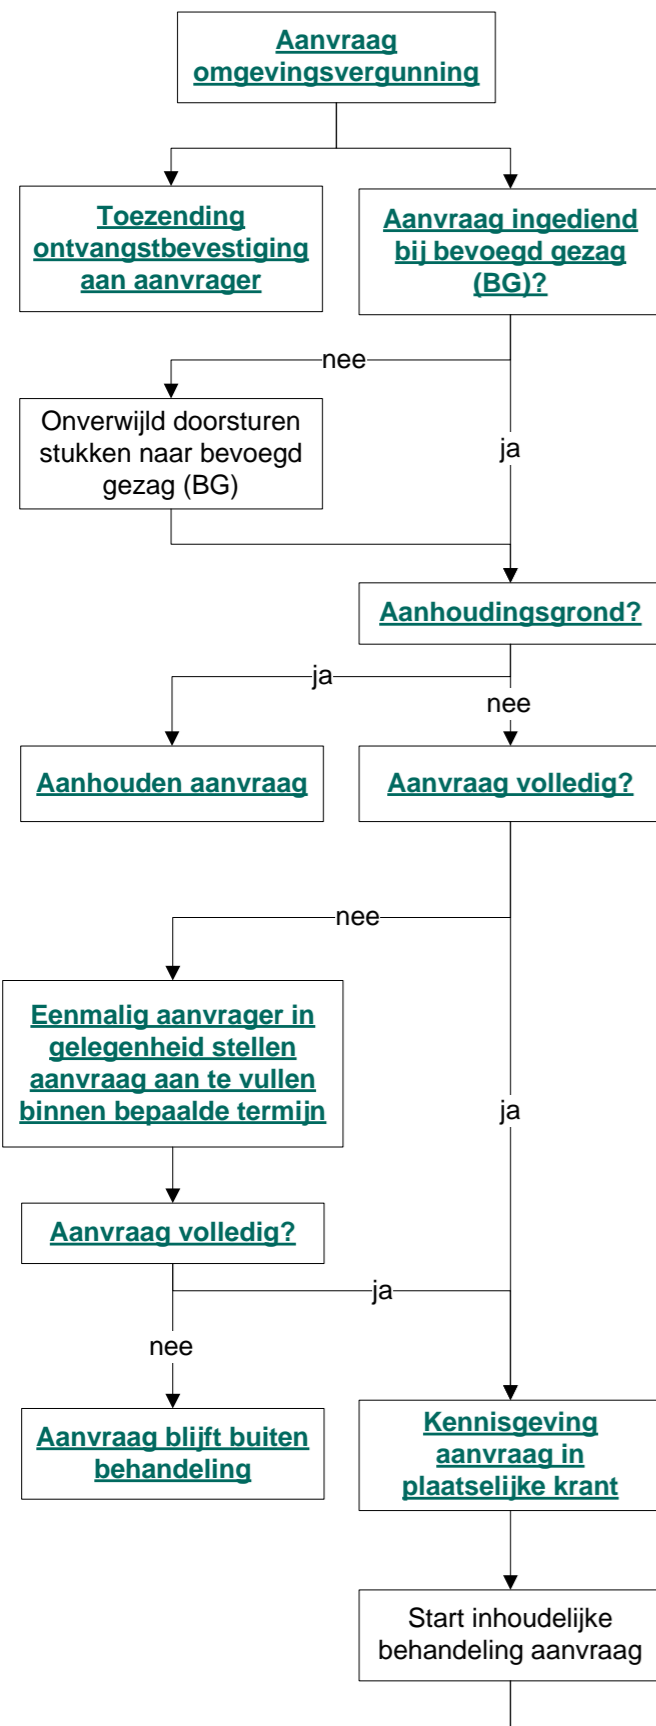 Aanvraag
omgevingsvergunning
Toezending
ontvangstbevestiging
aan aanvrager
Aanvraag ingediend
bij bevoegd gezag
(BG)?
nee
Onverwijld doorsturen
stukken naar bevoegd
gezag (BG)
ja
Aanhoudingsgrond?
ja
nee
Aanhouden aanvraag
Aanvraag volledig?
nee
Eenmalig aanvrager in
gelegenheid stellen
aanvraag aan te vullen
binnen bepaalde termijn
ja
Aanvraag volledig?
ja
nee
Aanvraag blijft buiten
behandeling
Kennisgeving
aanvraag in
plaatselijke krant
Start inhoudelijke
behandeling aanvraag